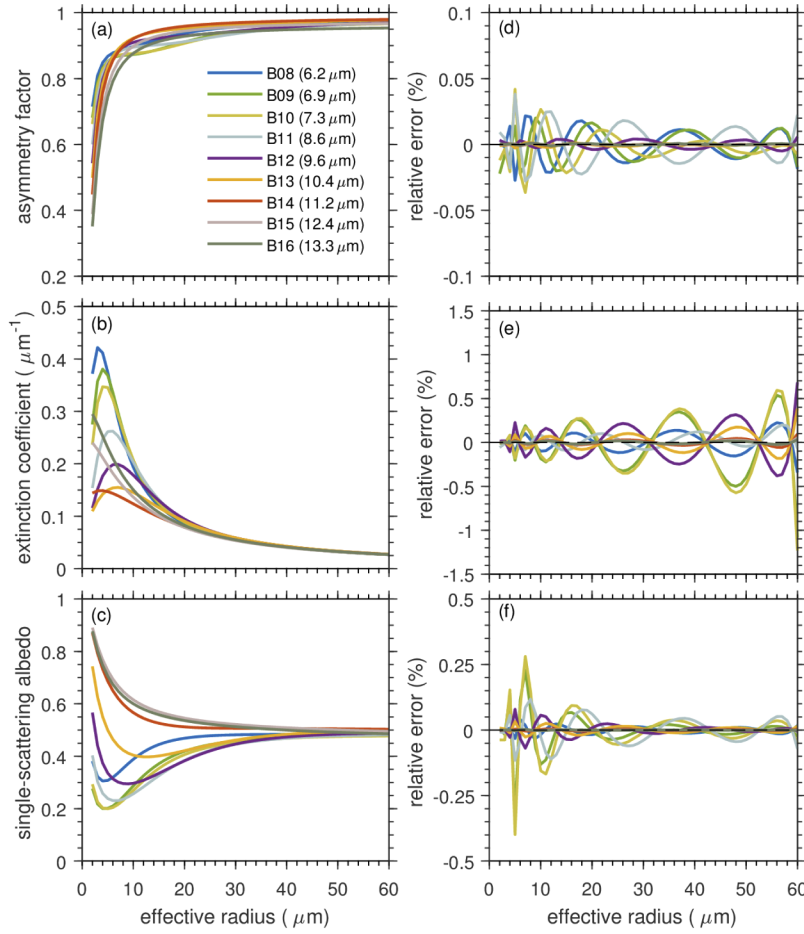 (a)
1
0.8
0.6
0.4
0.2
asymmetry factor
B08 (6.2 μm)
B09 (6.9 μm)
B10 (7.3 μm)
B11 (8.6 μm)
B12 (9.6 μm)
B13 (10.4 μm)
B14 (11.2 μm)
B15 (12.4 μm)
B16 (13.3 μm)
(d)
0.1
0.05
0
-0.05
-0.1
relative error (%)
(b)
0.5
0.4
0.3
0.2
0.1
0
extinction coefficient ( μm⁻¹)
(e)
1.5
1
0.5
0
-0.5
-1
-1.5
relative error (%)
(c)
1
0.8
0.6
0.4
0.2
0
single-scattering albedo
0 10 20 30 40 50 60
effective radius ( μm)
(f)
0.5
0.25
0
-0.25
-0.5
relative error (%)
0 10 20 30 40 50 60
effective radius ( μm)